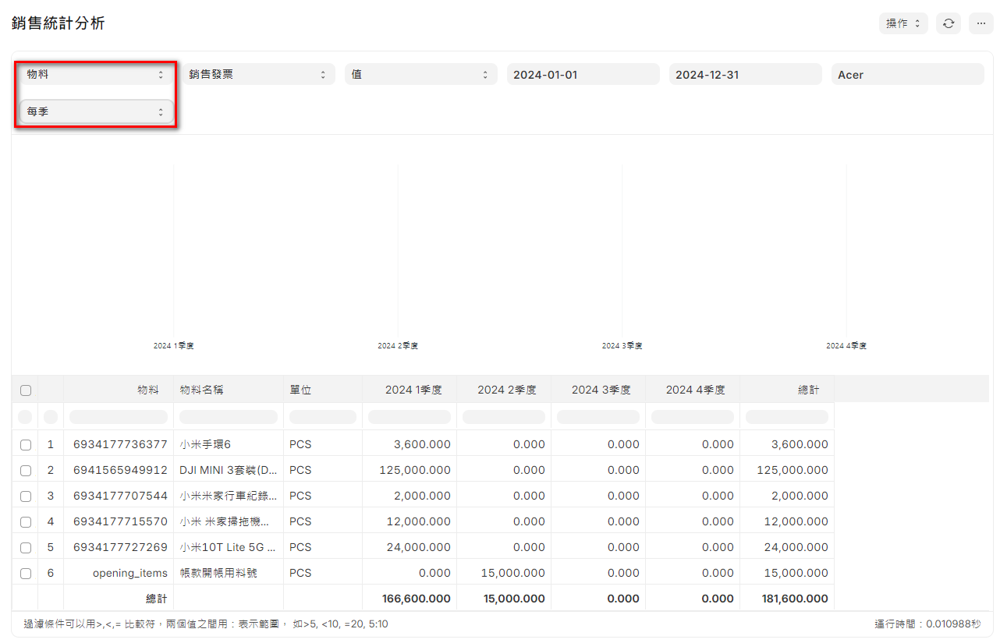 銷售統計分析
操作
物料 銷售發票 值 2024-01-01 2024-12-31 Acer
每季
2024 1季度 2024 2季度 2024 3季度 2024 4季度
物料 物料名稱 單位 2024 1季度 2024 2季度 2024 3季度 2024 4季度 總計
1 6934177736377 小米手環6 PCS 3,600.000 0.000 0.000 0.000 3,600.000
2 6941565949912 DJI MINI 3套裝(D... PCS 125,000.000 0.000 0.000 0.000 125,000.000
3 6934177707544 小米米家行車紀錄... PCS 2,000.000 0.000 0.000 0.000 2,000.000
4 6934177715570 小米 米家掃拖機... PCS 12,000.000 0.000 0.000 0.000 12,000.000
5 6934177727269 小米10T Lite 5G ... PCS 24,000.000 0.000 0.000 0.000 24,000.000
6 opening_items 帳款開帳用料號 PCS 0.000 15,000.000 0.000 0.000 15,000.000
總計 166,600.000 15,000.000 0.000 0.000 181,600.000
過濾條件可以用>,<,= 比較符，兩個值之間用：表示範圍， 如>5, <10, =20, 5:10 運行時間：0.010988秒